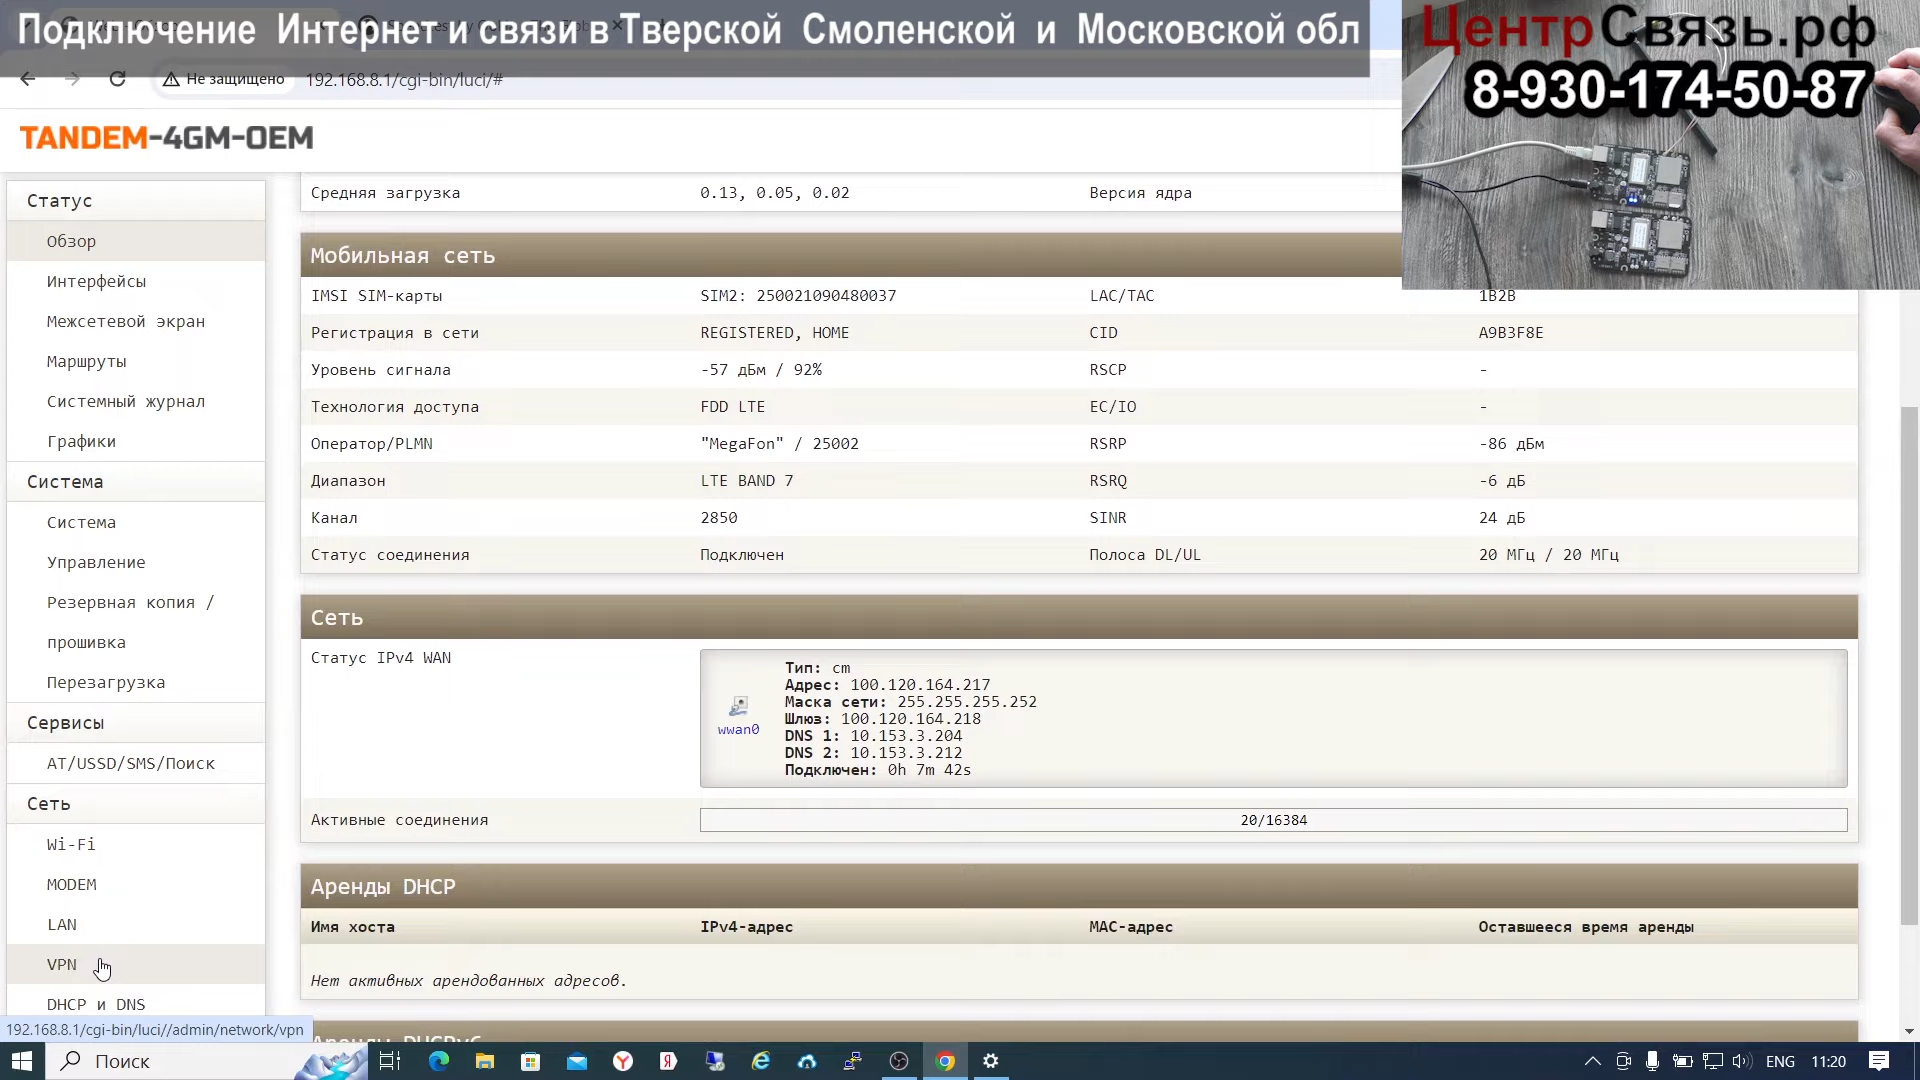 Подключение Интернет и связи в Тверской Смоленской и Московской обл
ЦентрСвязь.рф
8-930-174-50-87
Не защищено
192.168.8.1/cgi-bin/luci/#
TANDEM-4GM-OEM
Статус
Обзор
Интерфейсы
Межсетевой экран
Маршруты
Системный журнал
Графики
Система
Система
Управление
Резервная копия /
прошивка
Перезагрузка
Сервисы
AT/USSD/SMS/Поиск
Сеть
Wi-Fi
MODEM
LAN
VPN
DHCP и DNS
Средняя загрузка 0.13, 0.05, 0.02 Версия ядра
Мобильная сеть
IMSI SIM-карты SIM2: 250021090480037 LAC/TAC 1B2B
Регистрация в сети REGISTERED, HOME CID A9B3F8E
Уровень сигнала -57 дБм / 92% RSCP -
Технология доступа FDD LTE EC/IO -
Оператор/PLMN "MegaFon" / 25002 RSRP -86 дБм
Диапазон LTE BAND 7 RSRQ -6 дБ
Канал 2850 SINR 24 дБ
Статус соединения Подключен Полоса DL/UL 20 МГц / 20 МГц
Сеть
Статус IPv4 WAN
wwan0
Тип: cm
Адрес: 100.120.164.217
Маска сети: 255.255.255.252
Шлюз: 100.120.164.218
DNS 1: 10.153.3.204
DNS 2: 10.153.3.212
Подключен: 0h 7m 42s
Активные соединения 20/16384
Аренды DHCP
Имя хоста IPv4-адрес MAC-адрес Оставшееся время аренды
Нет активных арендованных адресов.
Аренды DHCPv6
192.168.8.1/cgi-bin/luci//admin/network/vpn
Поиск
ENG 11:20